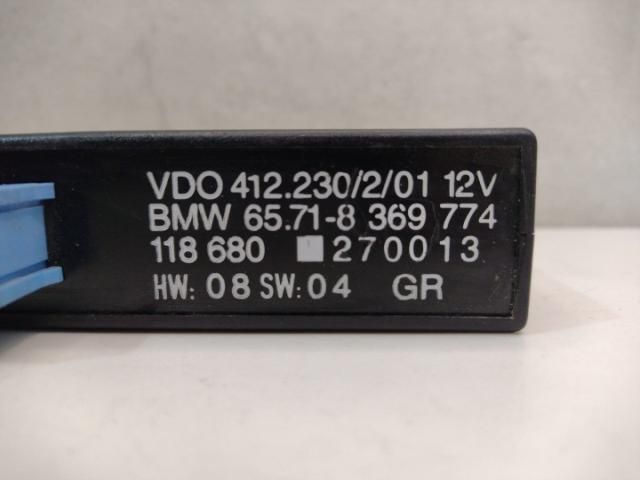 VDO 412.230/2/01 12V
BMW 65.71-8 369 774
118 680 270013
HW: 08 SW: 04 GR